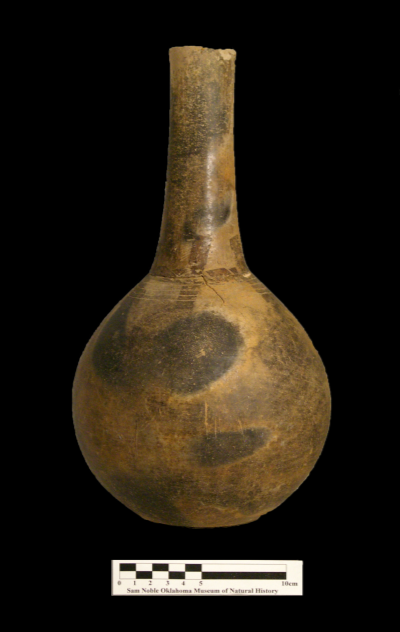 0 1 2 3 4 5 10cm
Sam Noble Oklahoma Museum of Natural History